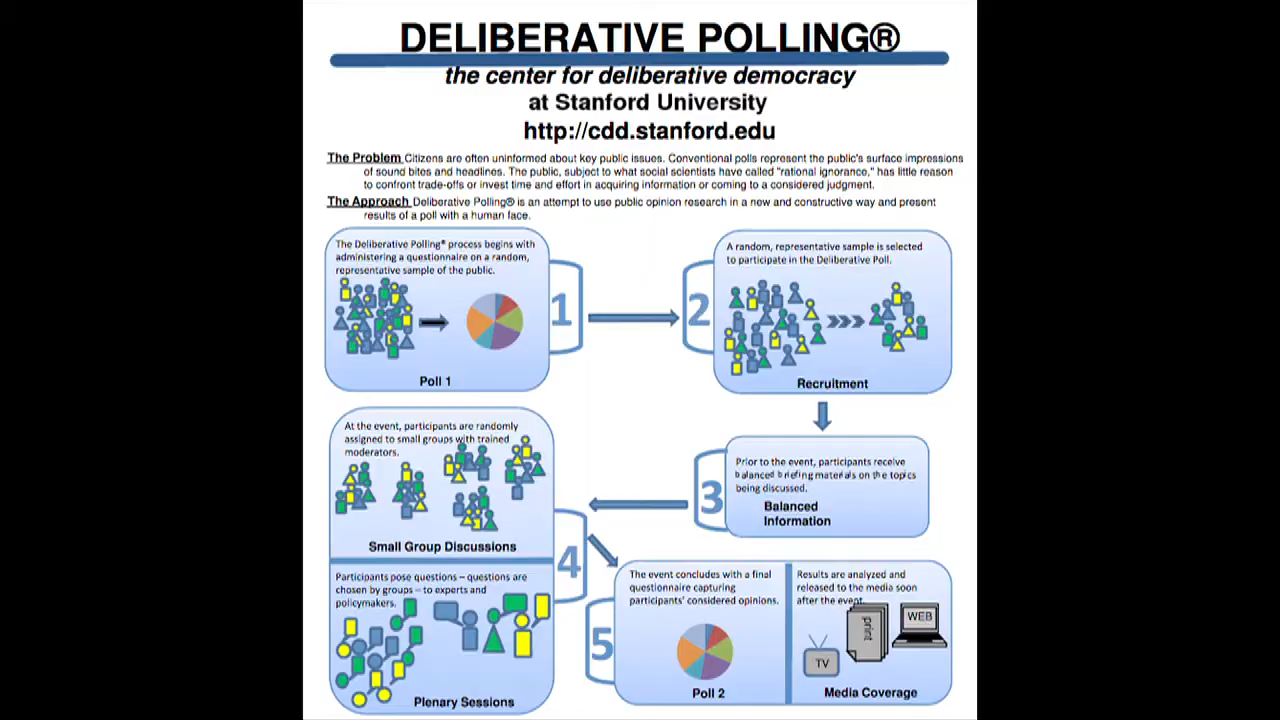 DELIBERATIVE POLLING®
the center for deliberative democracy
at Stanford University
http://cdd.stanford.edu
The Problem Citizens are often uninformed about key public issues. Conventional polls represent the public's surface impressions
of sound bites and headlines. The public, subject to what social scientists have called "rational ignorance," has little reason
to confront trade-offs or invest time and effort in acquiring information or coming to a considered judgment.
The Approach Deliberative Polling® is an attempt to use public opinion research in a new and constructive way and present
results of a poll with a human face.
The Deliberative Polling® process begins with
administering a questionnaire on a random,
representative sample of the public.
Poll 1
1
2
A random, representative sample is selected
to participate in the Deliberative Poll.
Recruitment
3
Prior to the event, participants receive
balanced briefing materials on the topics
being discussed.
Balanced
Information
At the event, participants are randomly
assigned to small groups with trained
moderators.
Small Group Discussions
4
Participants pose questions – questions are
chosen by groups – to experts and
policymakers.
Plenary Sessions
5
The event concludes with a final
questionnaire capturing
participants' considered opinions.
Poll 2
Results are analyzed and
released to the media soon
after the event.
TV
print
WEB
Media Coverage